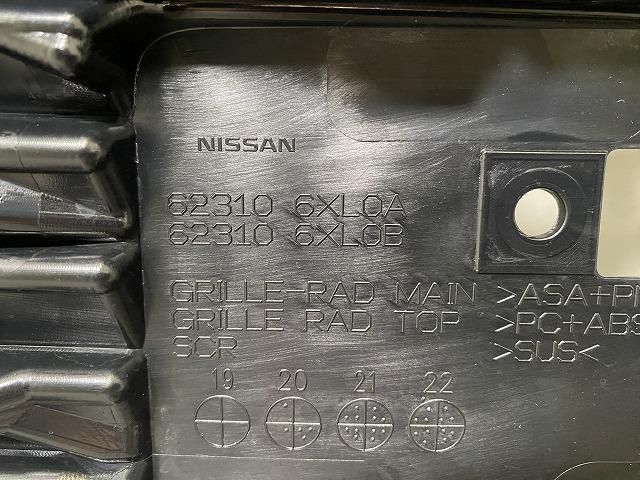 NISSAN
62310 6XL0A
62310 6XL0B
GRILLE-RAD MAIN >ASA+
GRILLE RAD TOP >PC+ABS
SCR >SUS<
19 20 21 22